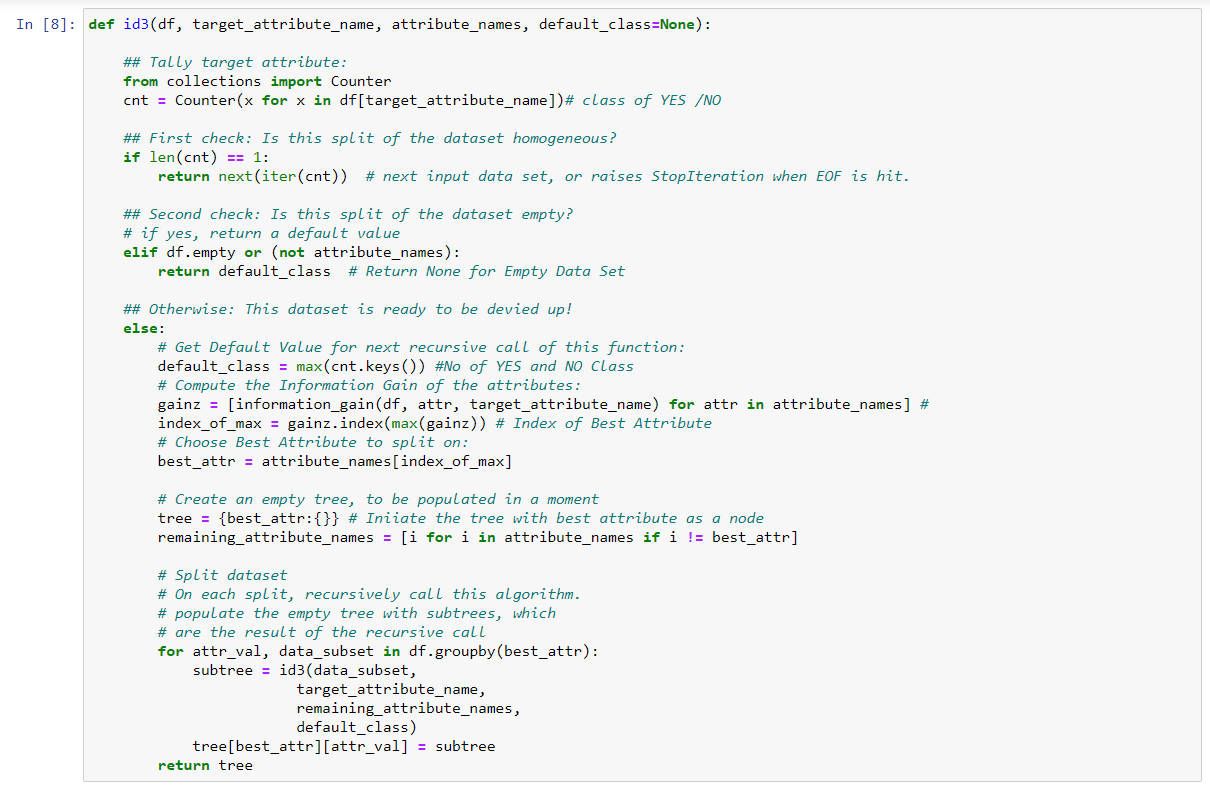 In [8]: def id3(df, target_attribute_name, attribute_names, default_class=None):
## Tally target attribute:
from collections import Counter
cnt = Counter(x for x in df[target_attribute_name])# class of YES /NO
## First check: Is this split of the dataset homogeneous?
if len(cnt) == 1:
return next(iter(cnt))  # next input data set, or raises StopIteration when EOF is hit.
## Second check: Is this split of the dataset empty?
# if yes, return a default value
elif df.empty or (not attribute_names):
return default_class  # Return None for Empty Data Set
## Otherwise: This dataset is ready to be devied up!
else:
# Get Default Value for next recursive call of this function:
default_class = max(cnt.keys()) #No of YES and NO Class
# Compute the Information Gain of the attributes:
gainz = [information_gain(df, attr, target_attribute_name) for attr in attribute_names] #
index_of_max = gainz.index(max(gainz)) # Index of Best Attribute
# Choose Best Attribute to split on:
best_attr = attribute_names[index_of_max]
# Create an empty tree, to be populated in a moment
tree = {best_attr:{}} # Iniiate the tree with best attribute as a node
remaining_attribute_names = [i for i in attribute_names if i != best_attr]
# Split dataset
# On each split, recursively call this algorithm.
# populate the empty tree with subtrees, which
# are the result of the recursive call
for attr_val, data_subset in df.groupby(best_attr):
subtree = id3(data_subset,
target_attribute_name,
remaining_attribute_names,
default_class)
tree[best_attr][attr_val] = subtree
return tree